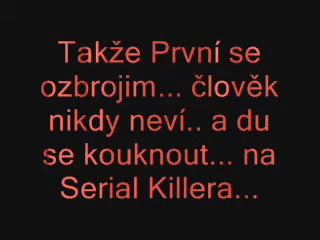 Takže První se
ozbrojim... člověk
nikdy neví.. a du
se kouknout... na
Serial Killera...